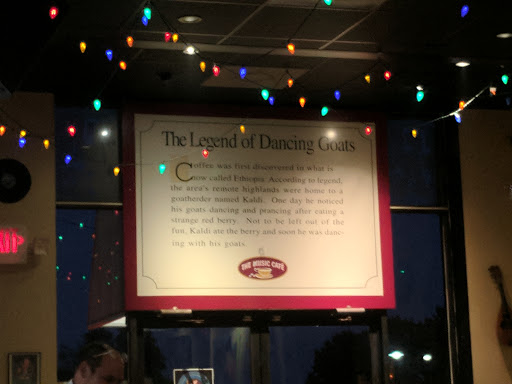 The Legend of Dancing Goats
Coffee was first discovered in what is
now called Ethiopia. According to legend,
the area's remote highlands were home to a
goatherder named Kaldi. One day he noticed
his goats dancing and prancing after eating a
strange red berry. Not to be left out of the
fun, Kaldi ate the berry and soon he was danc-
ing with his goats.
THE MUSIC CAFÉ